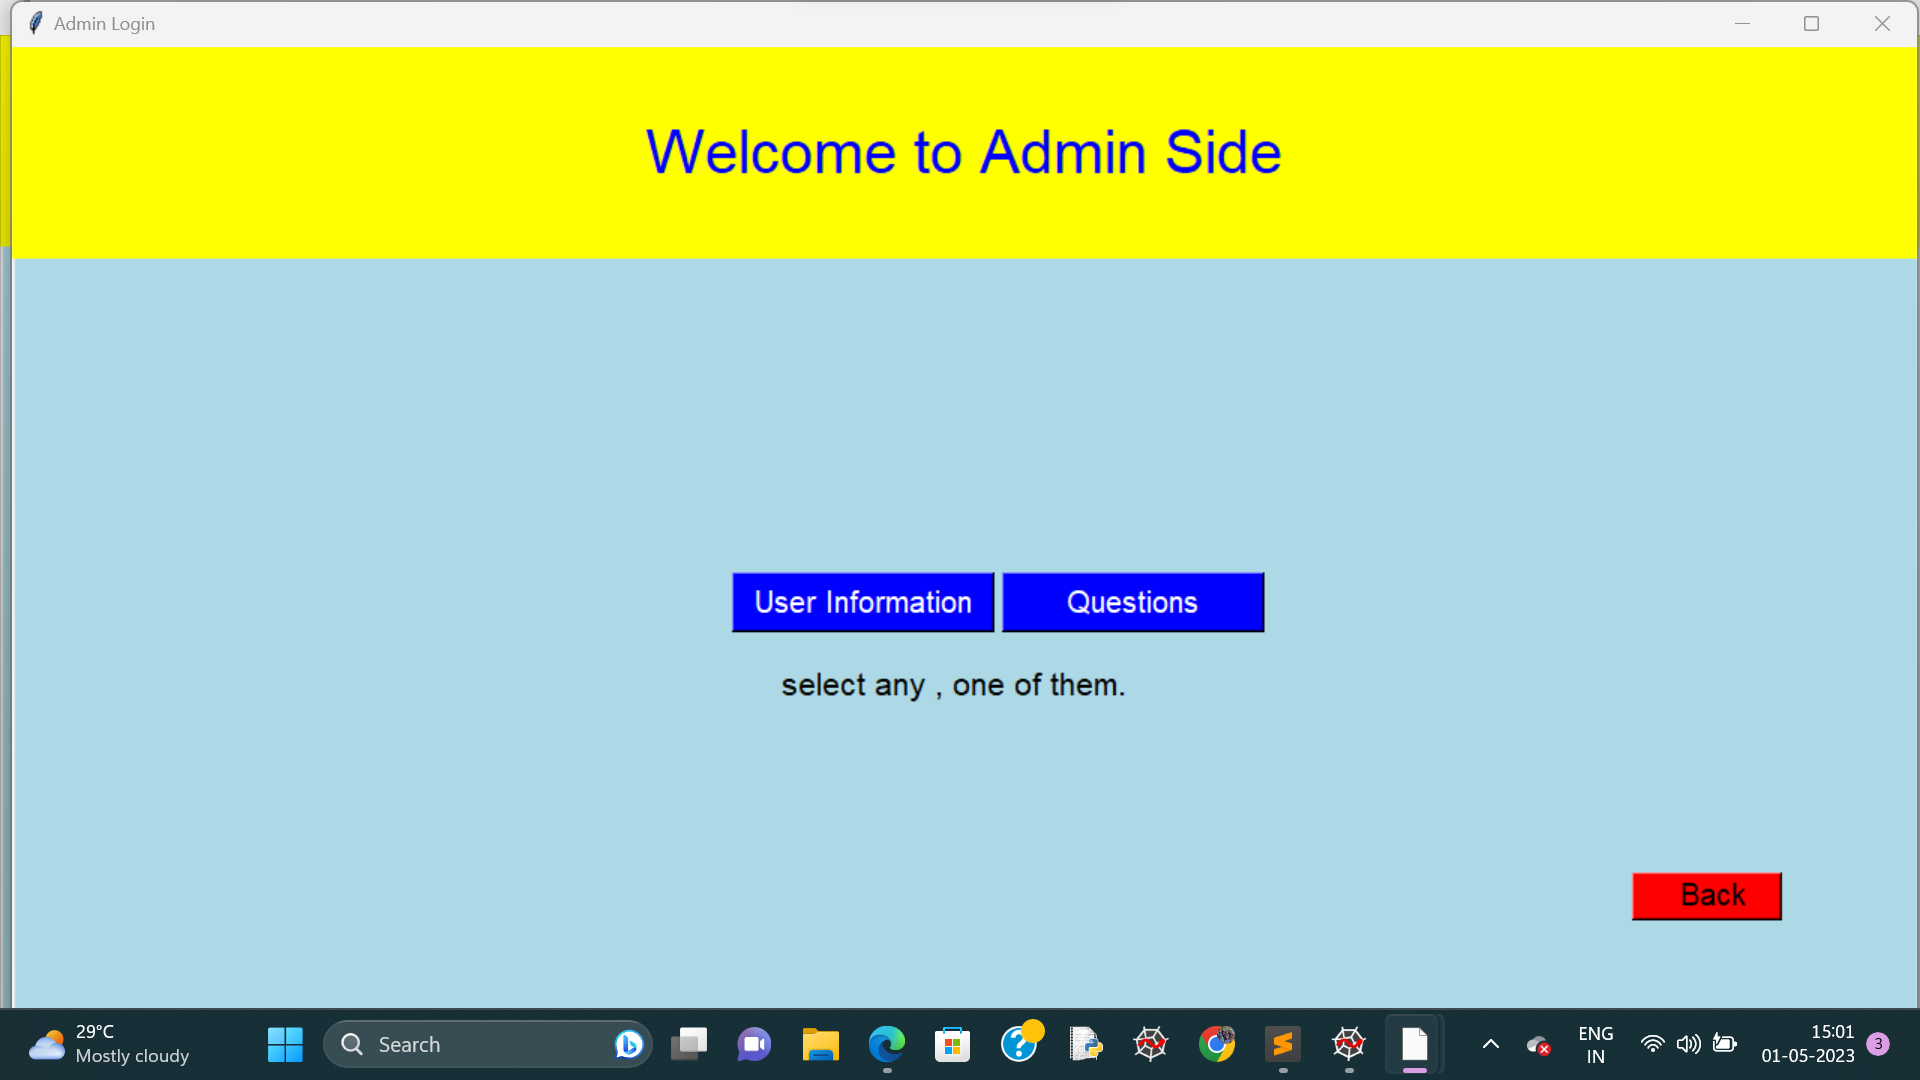 Admin Login
Welcome to Admin Side
User Information
Questions
select any , one of them.
Back
29°C
Mostly cloudy
Search
ENG
IN
15:01
01-05-2023
3